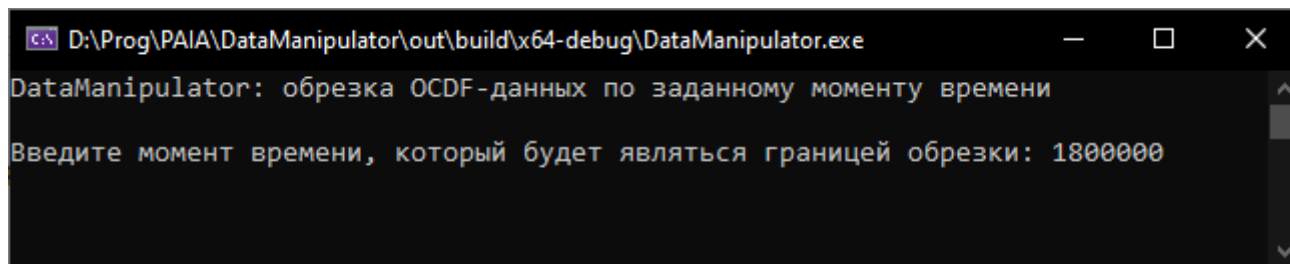 D:\Prog\PAIA\DataManipulator\out\build\x64-debug\DataManipulator.exe
DataManipulator: обрезка OCDF-данных по заданному моменту времени
Введите момент времени, который будет являться границей обрезки: 1800000